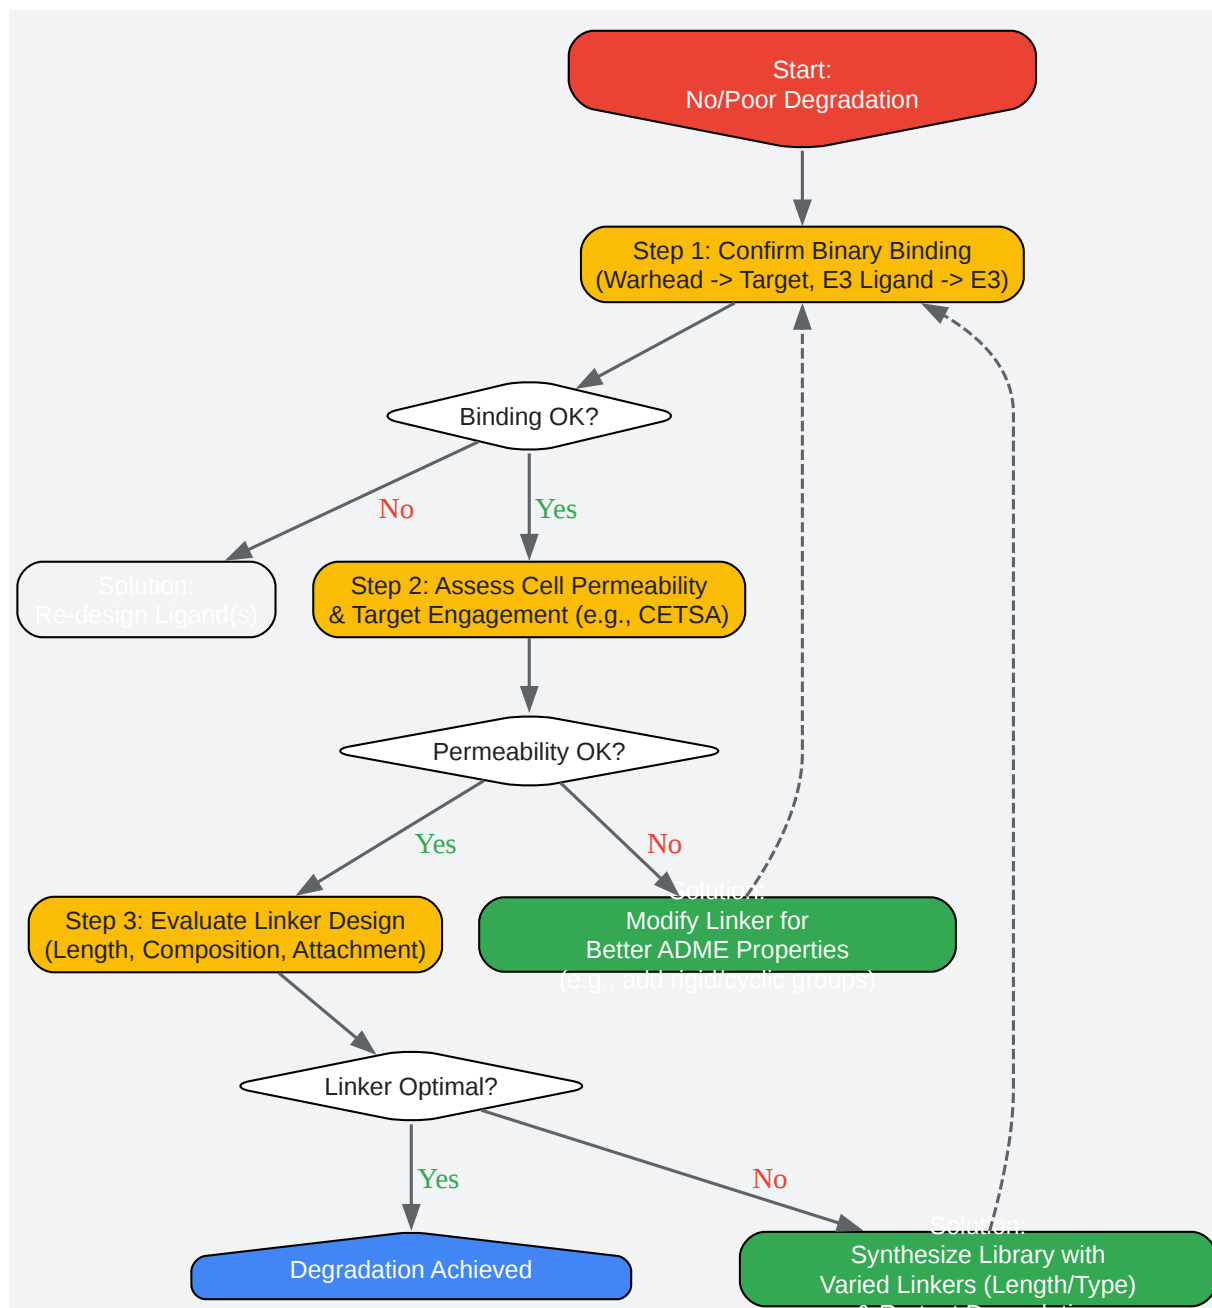 Start:
No/Poor Degradation
Step 1: Confirm Binary Binding
(Warhead -> Target, E3 Ligand -> E3)
Binding OK?
No
Yes
Solution:
Re-design Ligand(s)
Step 2: Assess Cell Permeability
& Target Engagement (e.g., CETSA)
Permeability OK?
Yes
No
Step 3: Evaluate Linker Design
(Length, Composition, Attachment)
Solution:
Modify Linker for
Better ADME Properties
(e.g., add rigid/cyclic groups)
Linker Optimal?
Yes
No
Degradation Achieved
Solution:
Synthesize Library with
Varied Linkers (Length/Type)